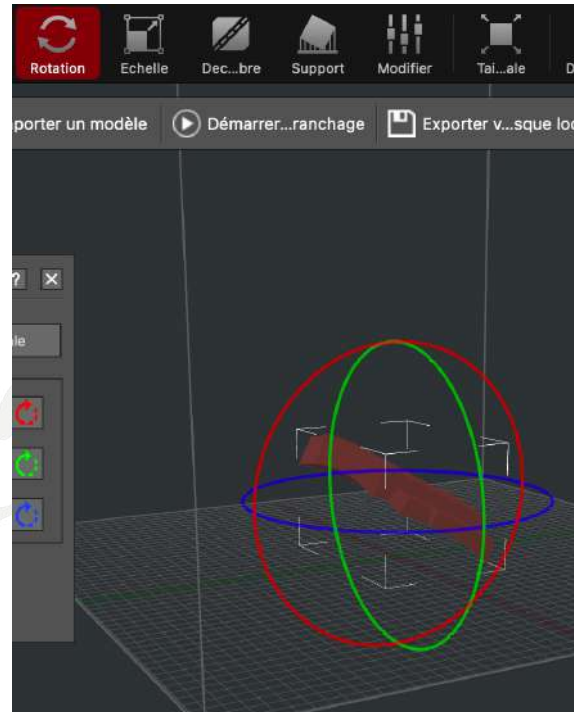 Rotation Echelle Dec...bre Support Modifier Tai...ale D
porter un modèle Démarrer...ranchage Exporter v...sque loc
? X
le